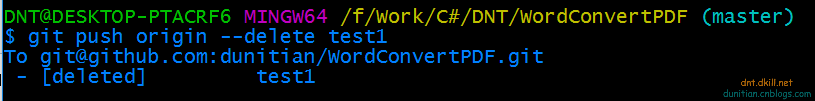 DNT@DESKTOP-PTACRF6 MINGW64 /f/Work/C#/DNT/WordConvertPDF (master)
$ git push origin --delete test1
To git@github.com:dunitian/WordConvertPDF.git
 - [deleted]         test1
dnt.dkill.net
dunitian.cnblogs.com